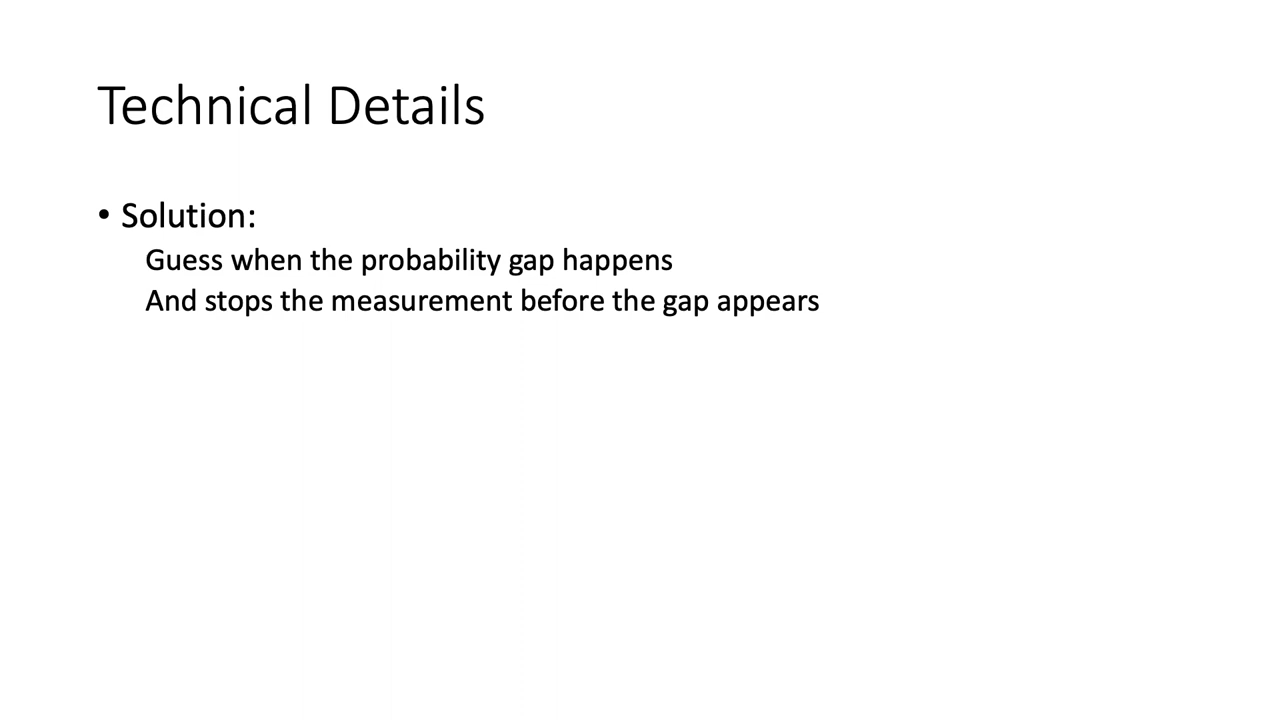 Technical Details
• Solution:
Guess when the probability gap happens
And stops the measurement before the gap appears